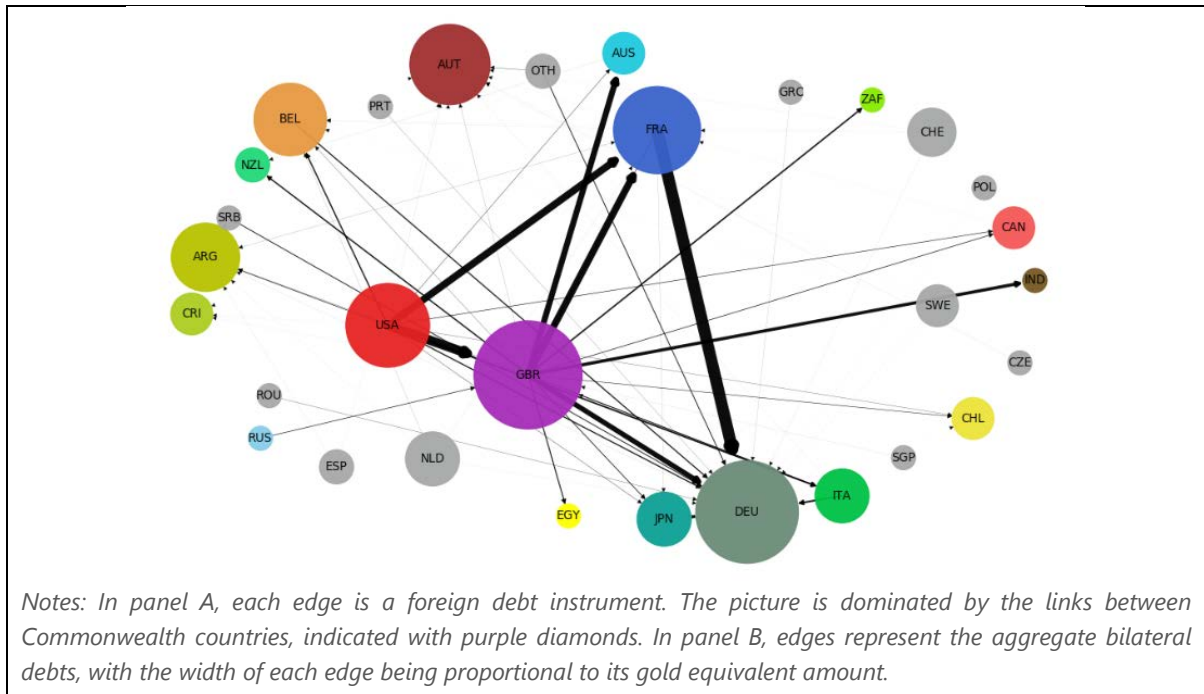 AUS
AUT
OTH
GRC
ZAF
PRT
BEL
FRA
CHE
NZL
POL
SRB
CAN
ARG
IND
CRI
SWE
USA
CZE
GBR
ROU
CHL
RUS
SGP
ESP
NLD
ITA
EGY
JPN
DEU
Notes: In panel A, each edge is a foreign debt instrument. The picture is dominated by the links between
Commonwealth countries, indicated with purple diamonds. In panel B, edges represent the aggregate bilateral
debts, with the width of each edge being proportional to its gold equivalent amount.